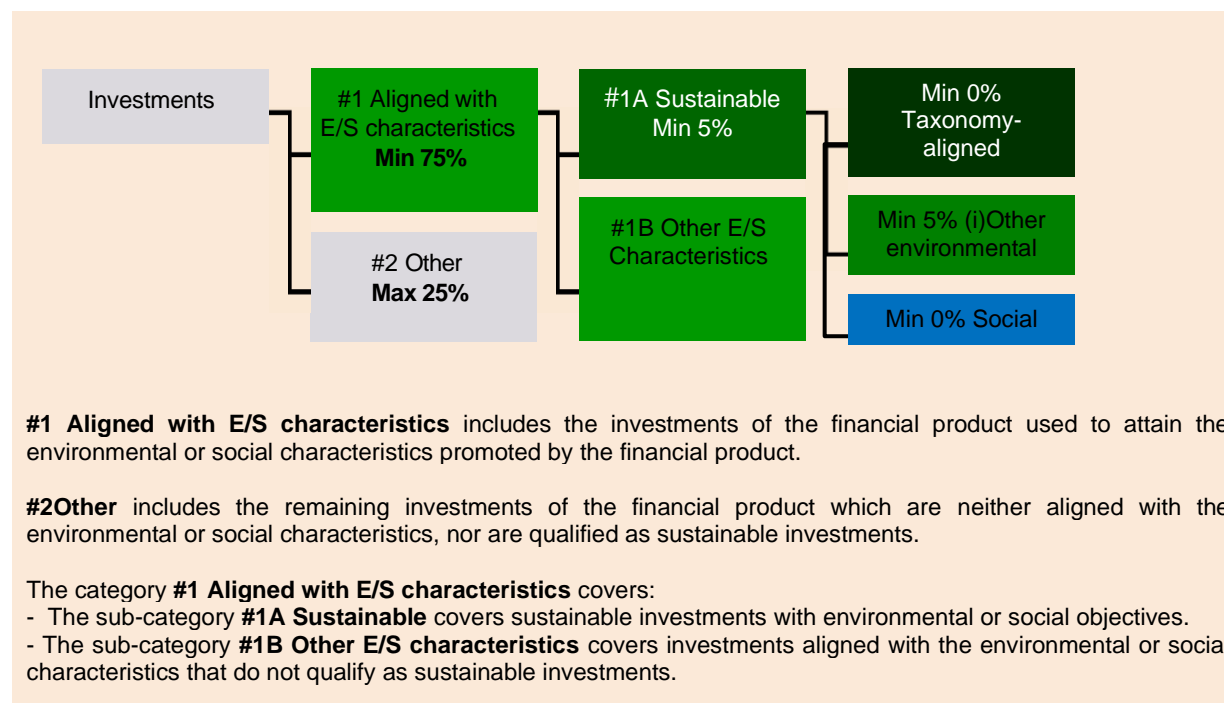 Investments
#1 Aligned with
E/S characteristics
Min 75%
#2 Other
Max 25%
#1A Sustainable
Min 5%
#1B Other E/S
Characteristics
Min 0%
Taxonomy-
aligned
Min 5% (i)Other
environmental
Min 0% Social
#1 Aligned with E/S characteristics includes the investments of the financial product used to attain the
environmental or social characteristics promoted by the financial product.
#2Other includes the remaining investments of the financial product which are neither aligned with the
environmental or social characteristics, nor are qualified as sustainable investments.
The category #1 Aligned with E/S characteristics covers:
- The sub-category #1A Sustainable covers sustainable investments with environmental or social objectives.
- The sub-category #1B Other E/S characteristics covers investments aligned with the environmental or social
characteristics that do not qualify as sustainable investments.